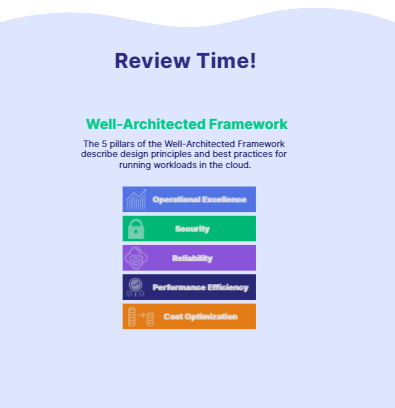 Review Time!
Well-Architected Framework
The 5 pillars of the Well-Architected Framework
describe design principles and best practices for
running workloads in the cloud.
Operational Excellence
Security
Reliability
Performance Efficiency
Cost Optimization